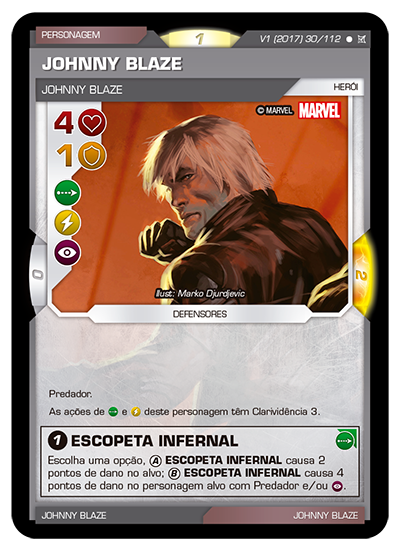 PERSONAGEM
1
V1 (2017) 30/112
JOHNNY BLAZE
JOHNNY BLAZE
HERÓI
4
© MARVEL MARVEL
1
0
2
Ilust: Marko Djurdjevic
DEFENSORES
Predador.
As ações de e deste personagem têm Clarividência 3.
1 ESCOPETA INFERNAL
Escolha uma opção, A ESCOPETA INFERNAL causa 2
pontos de dano no alvo; B ESCOPETA INFERNAL causa 4
pontos de dano no personagem alvo com Predador e/ou .
JOHNNY BLAZE
JOHNNY BLAZE